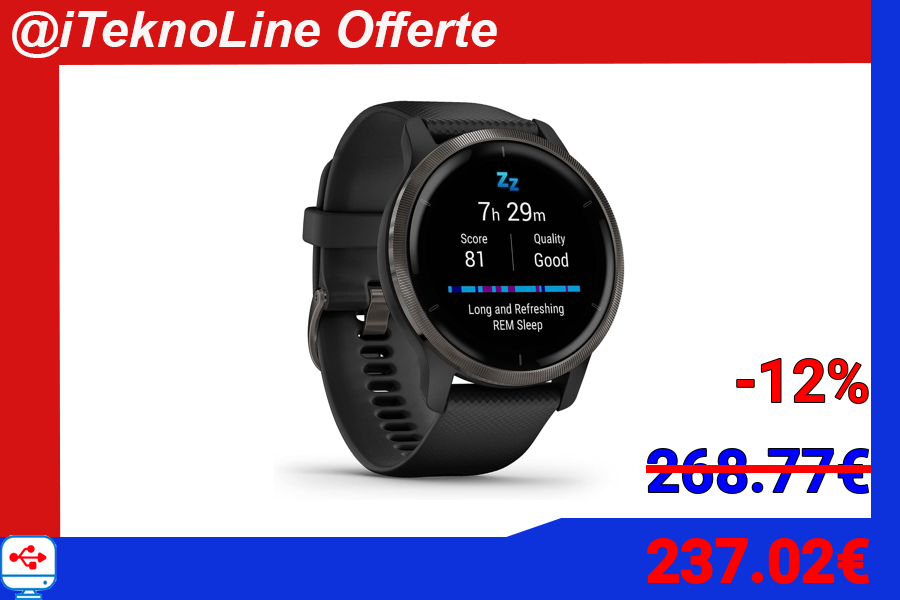 @iTeknoLine Offerte
Zz
7h 29m
Score
Quality
81
Good
Long and Refreshing
REM Sleep
-12%
268.77€
237.02€